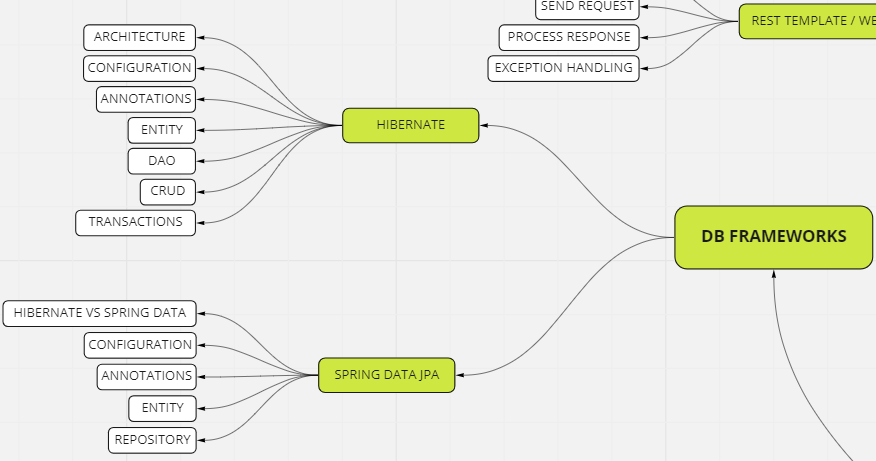 SEND REQUEST
REST TEMPLATE / WE
PROCESS RESPONSE
EXCEPTION HANDLING
ARCHITECTURE
CONFIGURATION
ANNOTATIONS
ENTITY
DAO
CRUD
TRANSACTIONS
HIBERNATE
DB FRAMEWORKS
HIBERNATE VS SPRING DATA
CONFIGURATION
ANNOTATIONS
ENTITY
REPOSITORY
SPRING DATA JPA